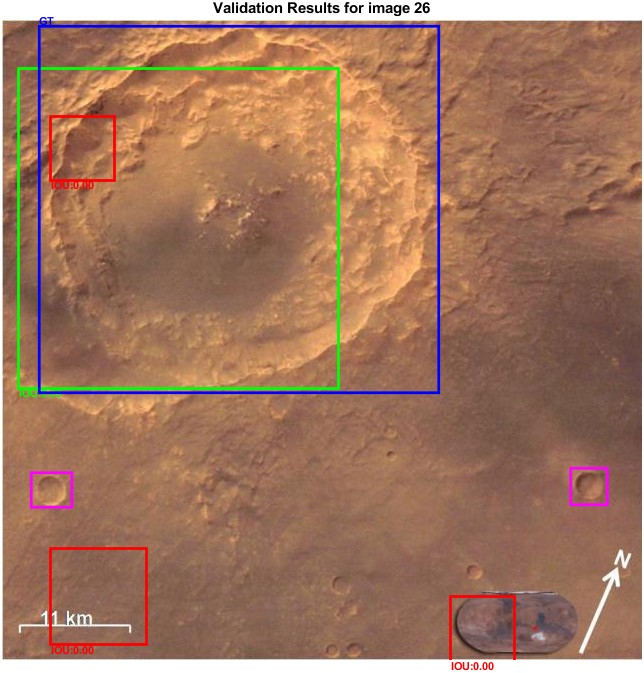 Validation Results for image 26
GT
IOU:0.00
11 km
IOU:0.00
N
IOU:0.00